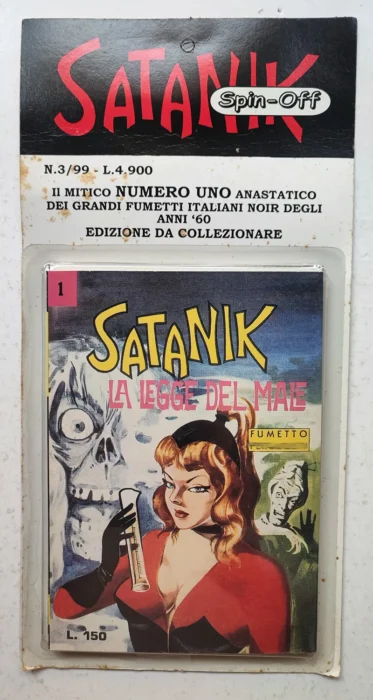 SATANIK
Spin-Off
N.3/99 - L.4.900
Il MITICO NUMERO UNO ANASTATICO
DEI GRANDI FUMETTI ITALIANI NOIR DEGLI
ANNI ‘60
EDIZIONE DA COLLEZIONARE
1
SATANIK
LA LEGGE DEL MALE
FUMETTO
L. 150